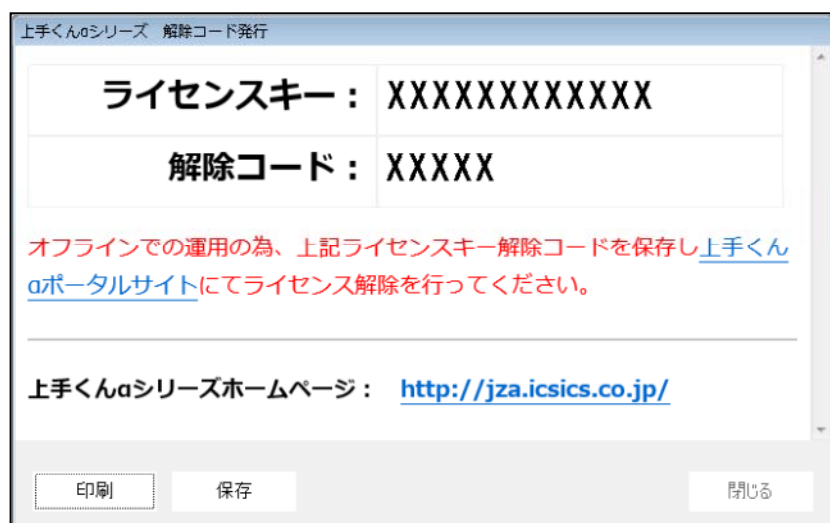 上手くんαシリーズ　解除コード発行
ライセンスキー： XXXXXXXXXXXX
解除コード： XXXXX
オフラインでの運用の為、上記ライセンスキー解除コードを保存し上手くん
αポータルサイトにてライセンス解除を行ってください。
上手くんαシリーズホームページ： http://jza.icsics.co.jp/
印刷 保存 閉じる